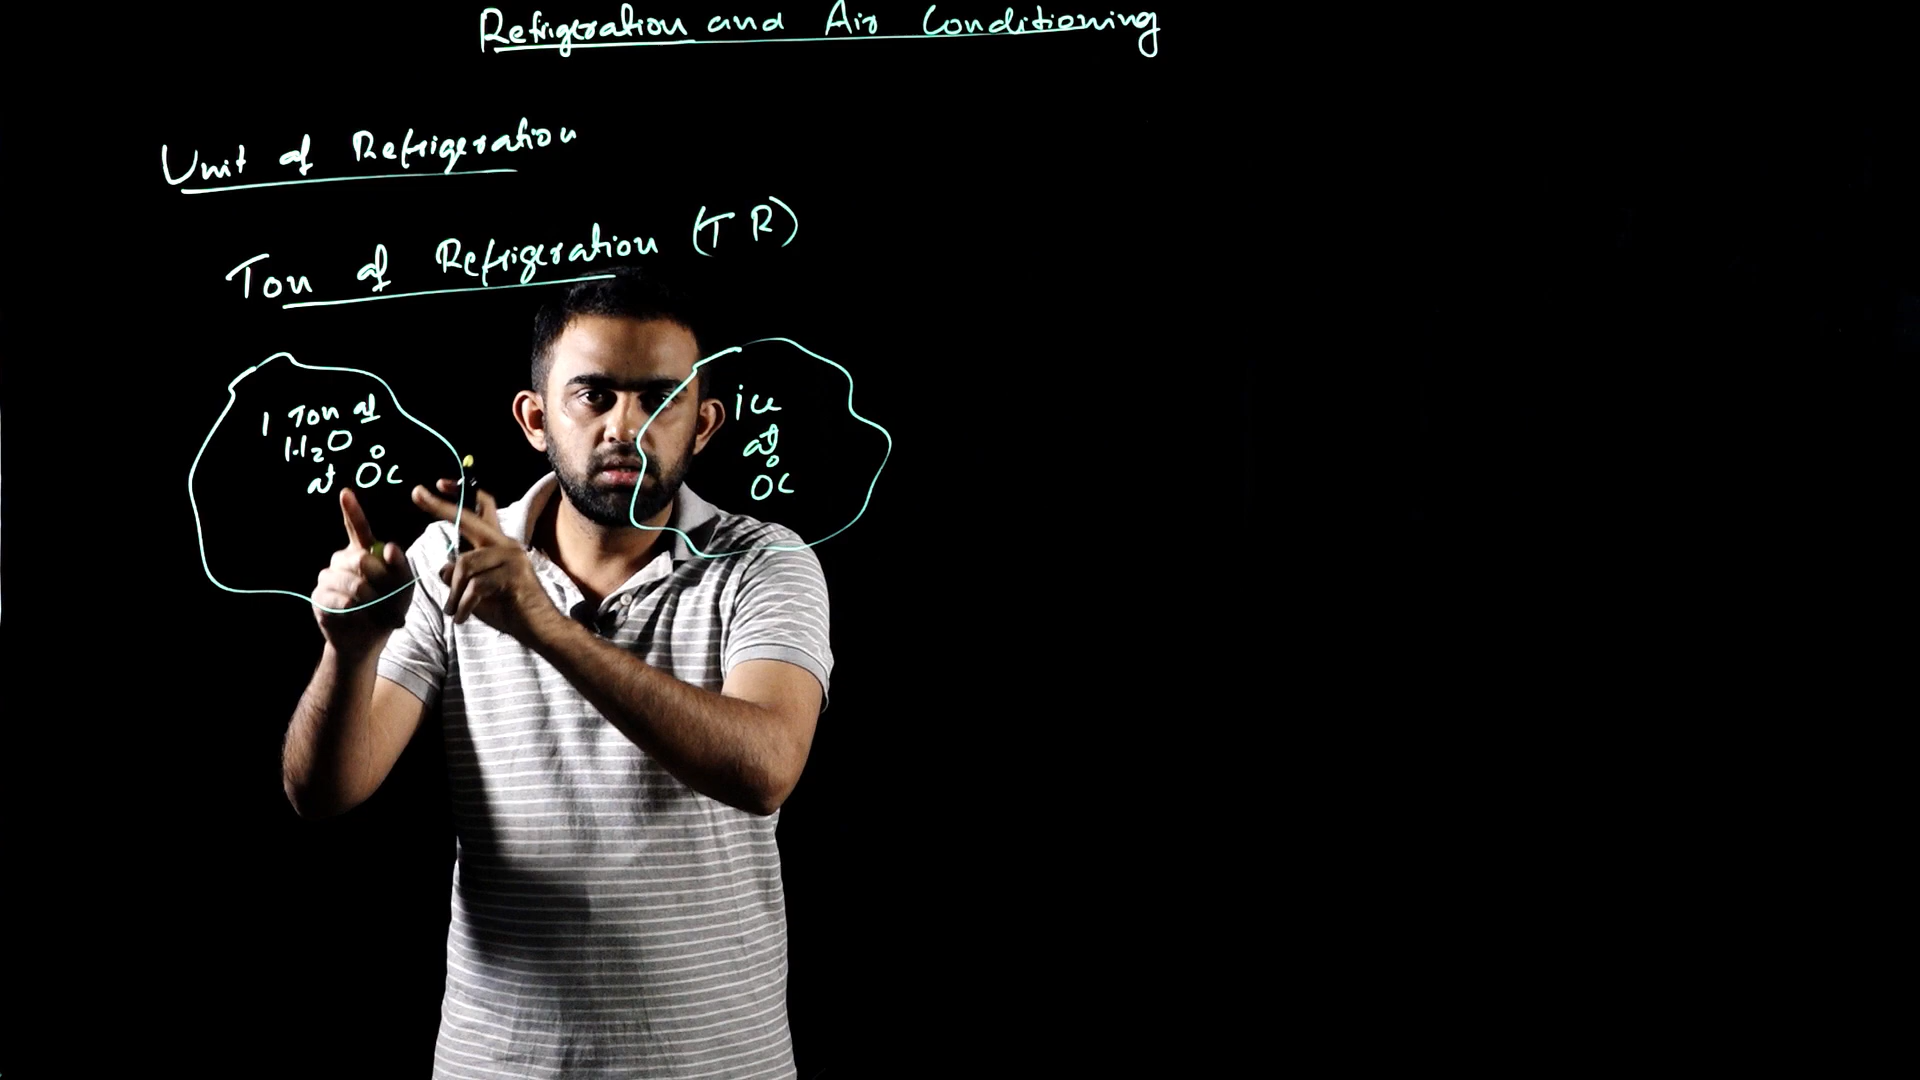 Refrigeration and Air Conditioning
Unit of Refrigeration
Ton of Refrigeration (TR)
1 Ton of
H₂O
at 0°C
ice
at
0°C